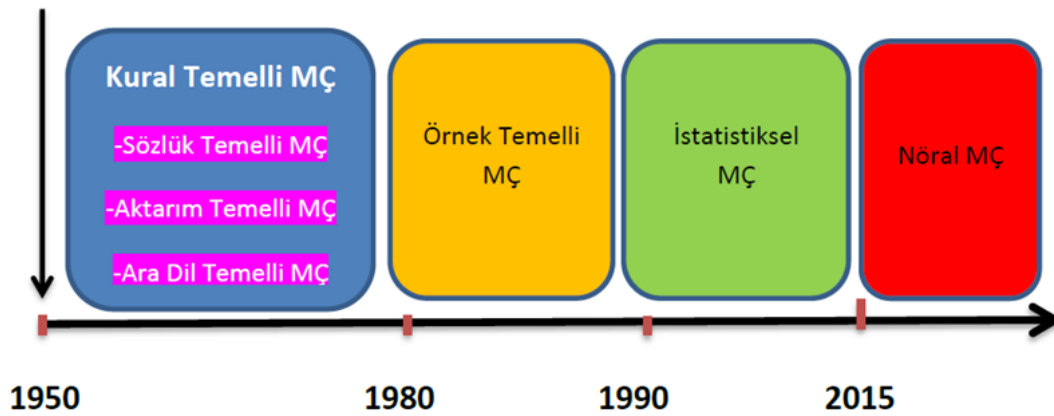 Kural Temelli MÇ
-Sözlük Temelli MÇ
-Aktarım Temelli MÇ
-Ara Dil Temelli MÇ
Örnek Temelli
MÇ
İstatistiksel
MÇ
Nöral MÇ
1950
1980
1990
2015